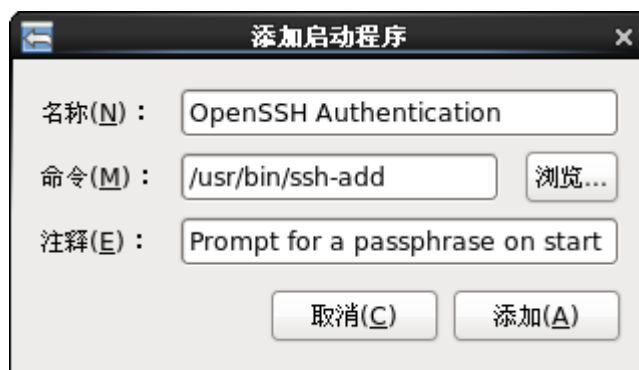 添加启动程序
名称(N)：
OpenSSH Authentication
命令(M)：
/usr/bin/ssh-add
浏览...
注释(E)：
Prompt for a passphrase on start
取消(C)
添加(A)